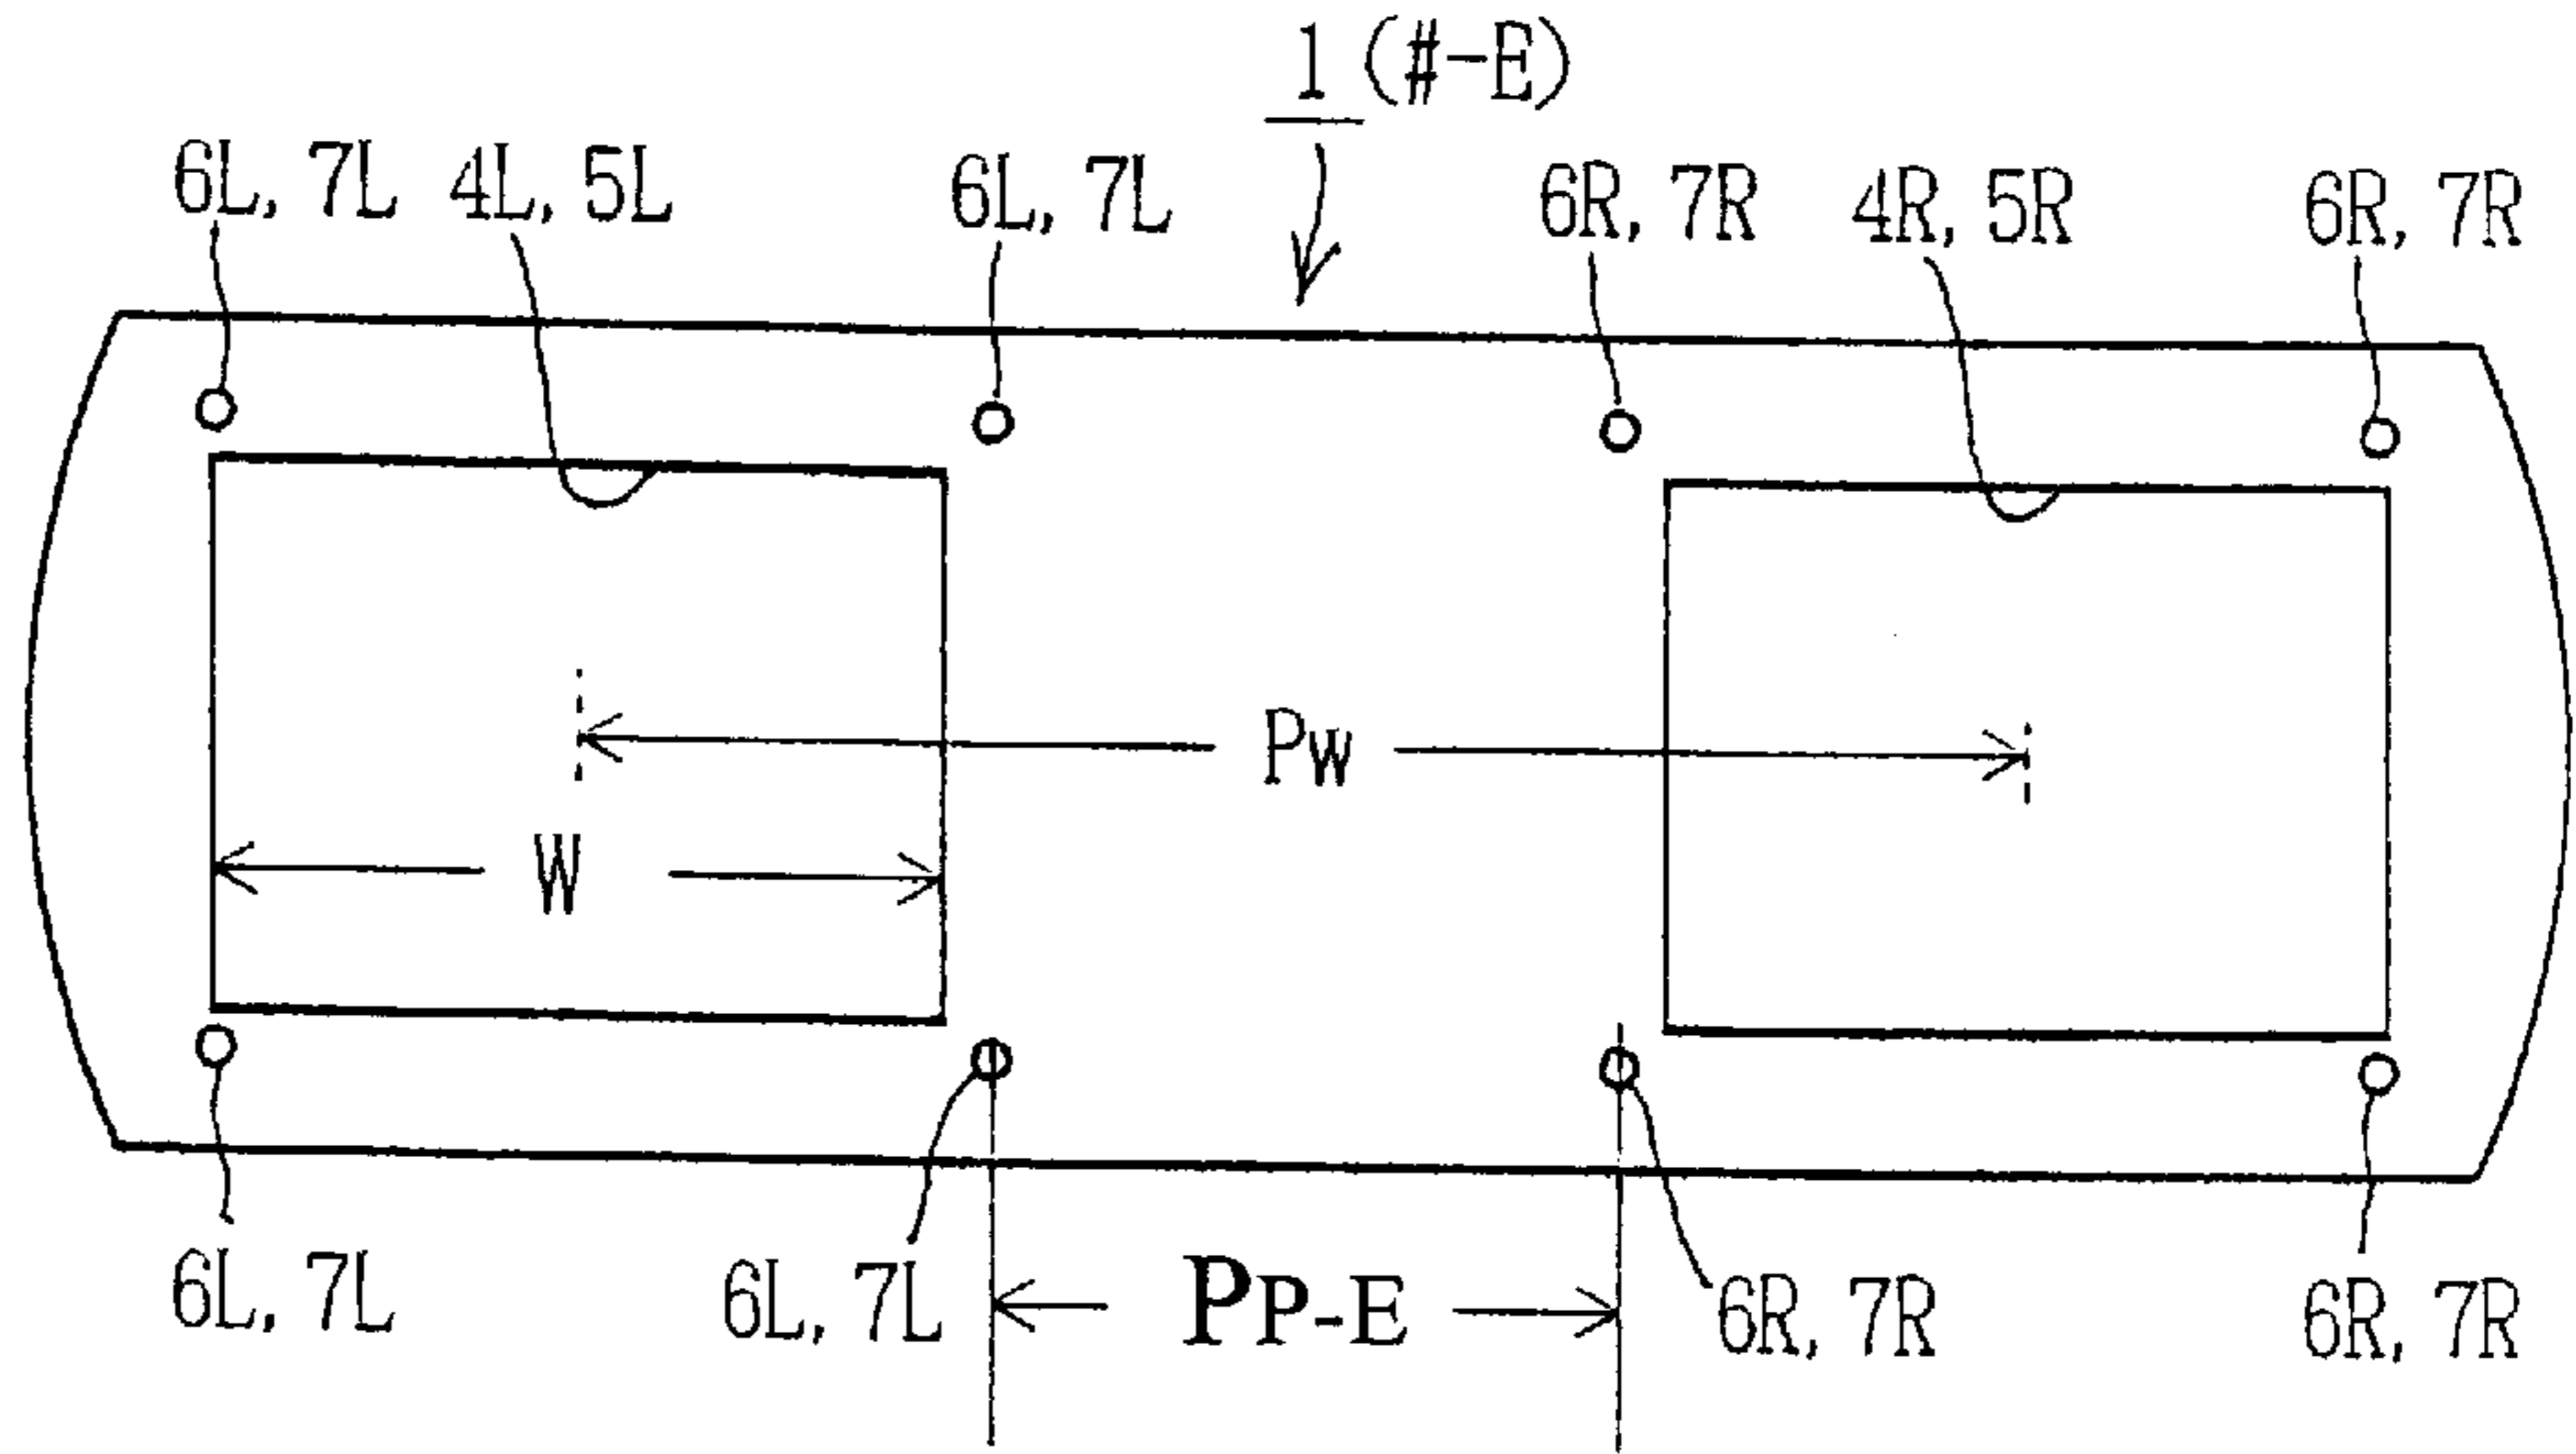 1 (#-E)
6L, 7L 4L, 5L 6L, 7L 6R, 7R 4R, 5R 6R, 7R
PW
W
6L, 7L 6L, 7L PP-E 6R, 7R 6R, 7R